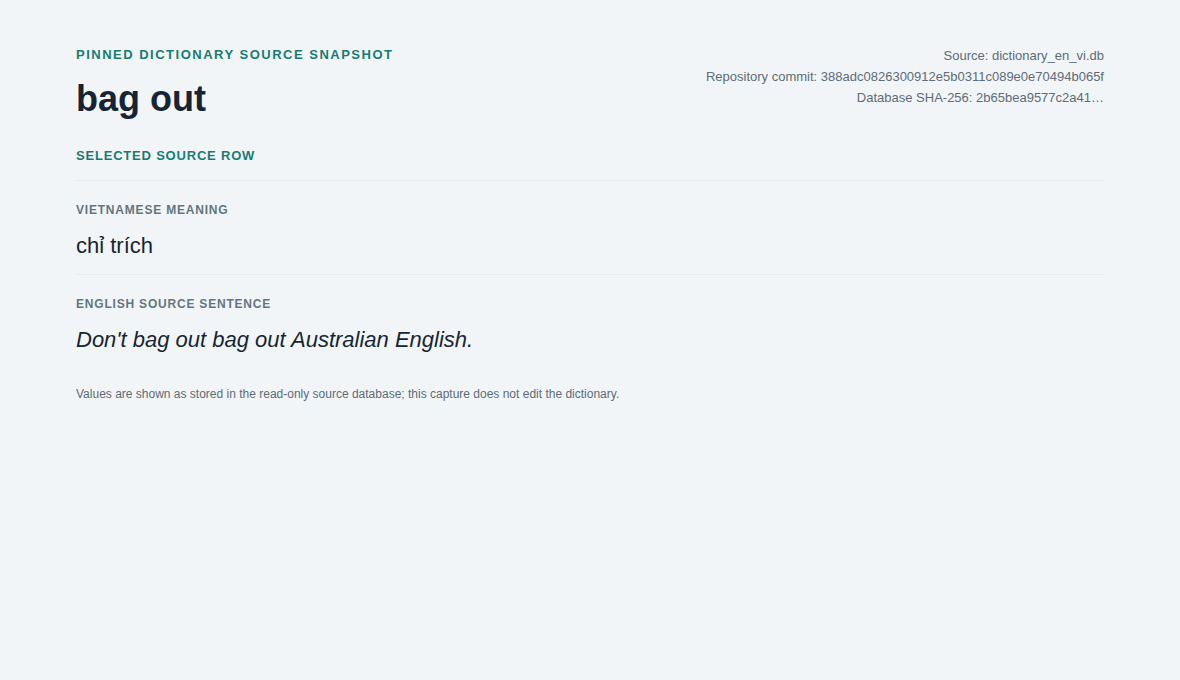 PINNED DICTIONARY SOURCE SNAPSHOT
bag out
Source: dictionary_en_vi.db
Repository commit: 388adc0826300912e5b0311c089e0e70494b065f
Database SHA-256: 2b65bea9577c2a41…
SELECTED SOURCE ROW
VIETNAMESE MEANING
chỉ trích
ENGLISH SOURCE SENTENCE
Don't bag out bag out Australian English.
Values are shown as stored in the read-only source database; this capture does not edit the dictionary.